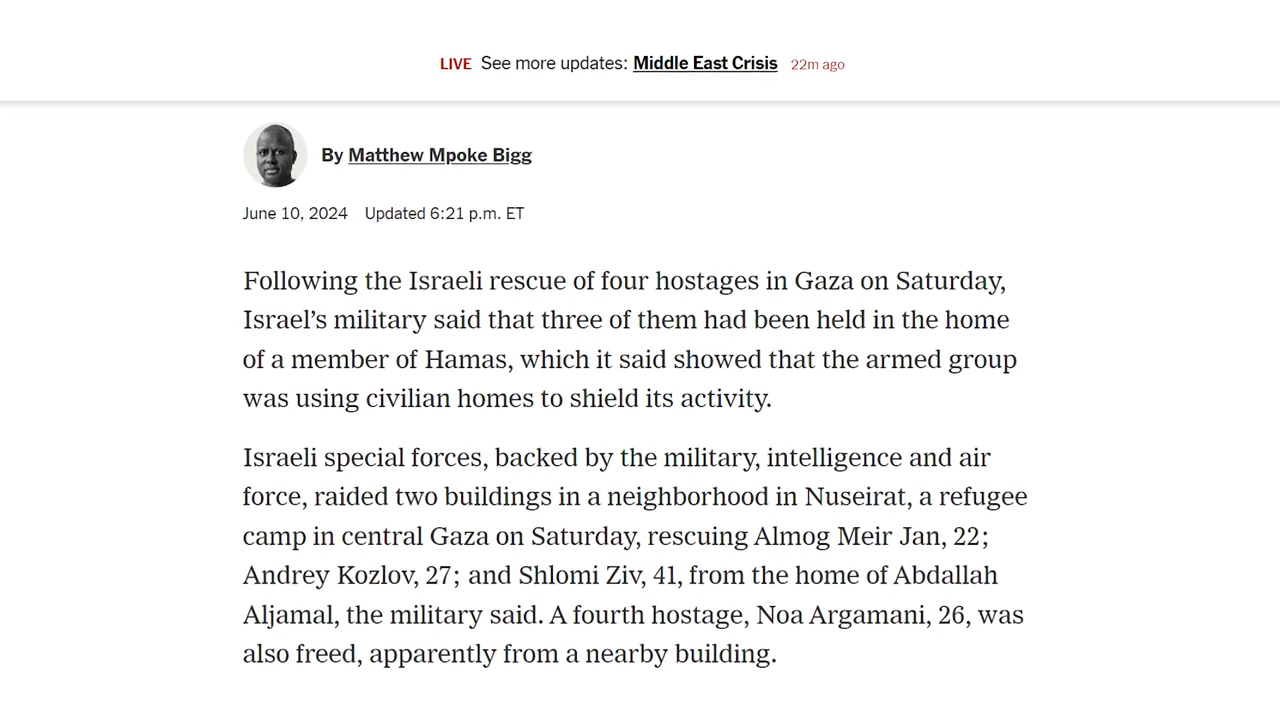 LIVE See more updates: Middle East Crisis 22m ago
By Matthew Mpoke Bigg
June 10, 2024 Updated 6:21 p.m. ET
Following the Israeli rescue of four hostages in Gaza on Saturday,
Israel’s military said that three of them had been held in the home
of a member of Hamas, which it said showed that the armed group
was using civilian homes to shield its activity.
Israeli special forces, backed by the military, intelligence and air
force, raided two buildings in a neighborhood in Nuseirat, a refugee
camp in central Gaza on Saturday, rescuing Almog Meir Jan, 22;
Andrey Kozlov, 27; and Shlomi Ziv, 41, from the home of Abdallah
Aljamal, the military said. A fourth hostage, Noa Argamani, 26, was
also freed, apparently from a nearby building.